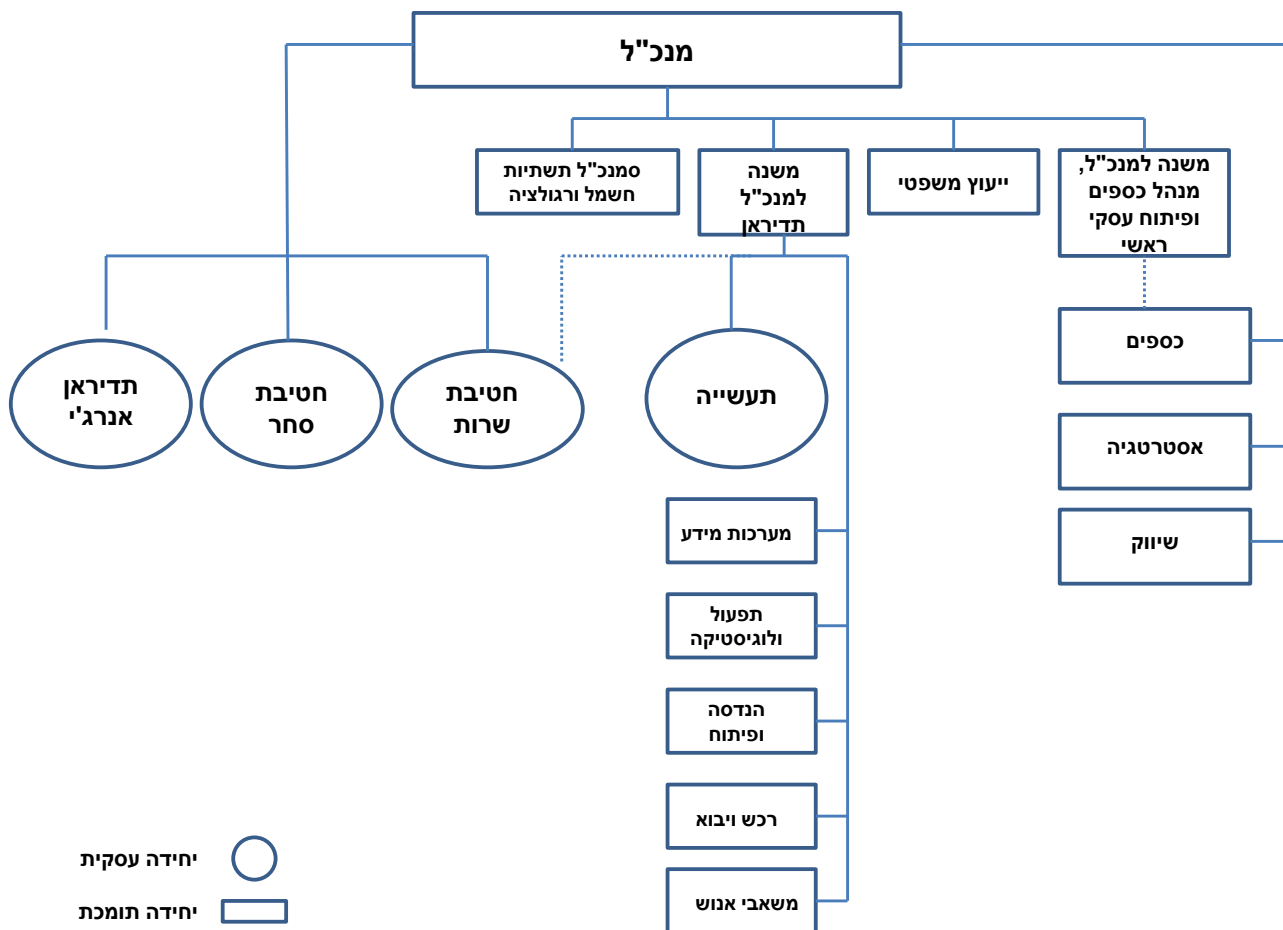 מנכ"ל
משנה למנכ"ל,
מנהל כספים
ופיתוח עסקי
ראשי
ייעוץ משפטי
משנה
למנכ"ל
תדיראן
סמנכ"ל תשתיות
חשמל ורגולציה
כספים
אסטרטגיה
שיווק
תעשייה
חטיבת
שרות
חטיבת
סחר
תדיראן
אנרג'י
מערכות מידע
תפעול
ולוגיסטיקה
הנדסה
ופיתוח
רכש ויבוא
משאבי אנוש
יחידה עסקית
יחידה תומכת